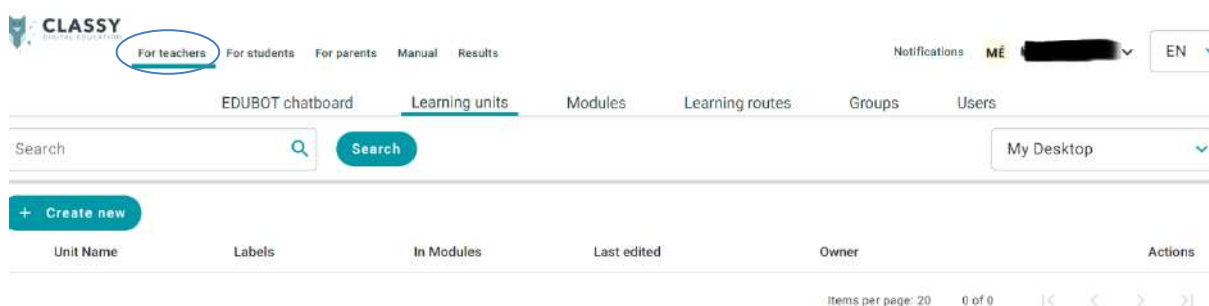 CLASSY
DIGITAL EDUCATION
For teachers For students For parents Manual Results Notifications MÉ EN
EDUBOT chatboard Learning units Modules Learning routes Groups Users
Search Search My Desktop
+ Create new
Unit Name Labels In Modules Last edited Owner Actions
Items per page: 20 0 of 0